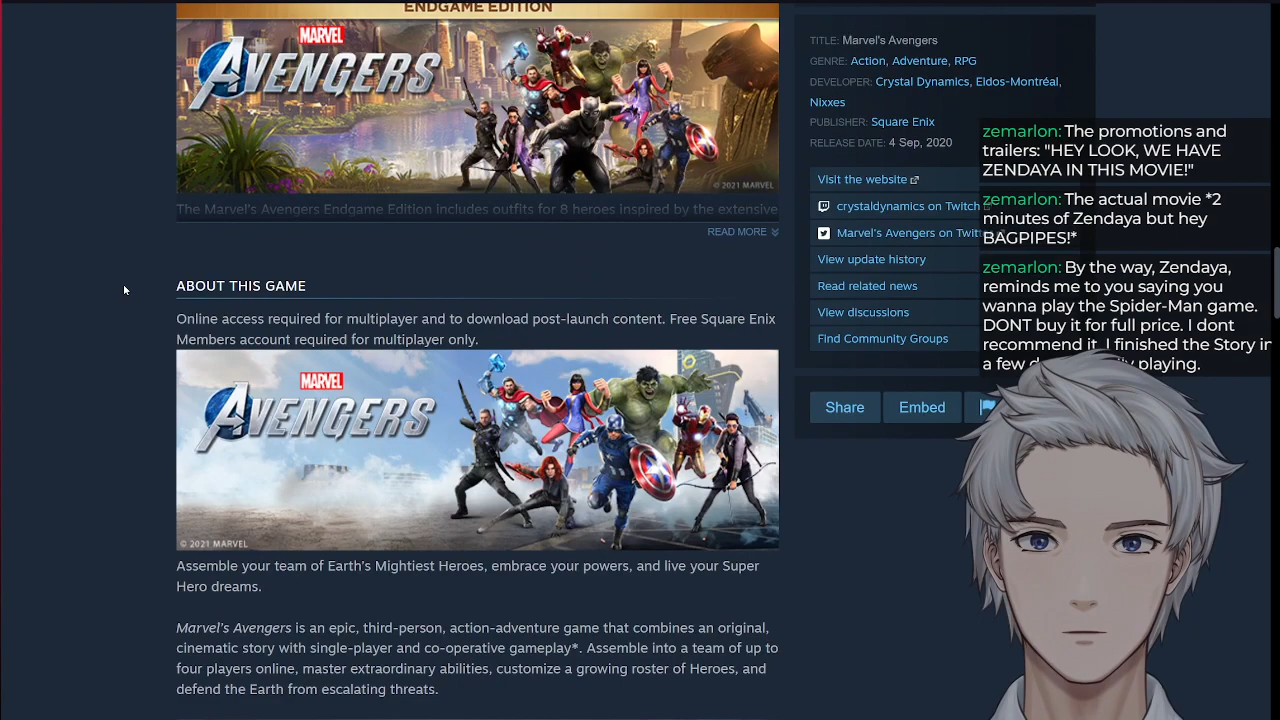 ENDGAME EDITION
MARVEL
AVENGERS
© 2021 MARVEL
The Marvel's Avengers Endgame Edition includes outfits for 8 heroes inspired by the extensive
READ MORE
ABOUT THIS GAME
Online access required for multiplayer and to download post-launch content. Free Square Enix
Members account required for multiplayer only.
MARVEL
AVENGERS
© 2021 MARVEL
Assemble your team of Earth's Mightiest Heroes, embrace your powers, and live your Super
Hero dreams.
Marvel's Avengers is an epic, third-person, action-adventure game that combines an original,
cinematic story with single-player and co-operative gameplay*. Assemble into a team of up to
four players online, master extraordinary abilities, customize a growing roster of Heroes, and
defend the Earth from escalating threats.
TITLE: Marvel's Avengers
GENRE: Action, Adventure, RPG
DEVELOPER: Crystal Dynamics, Eidos-Montréal,
Nixxes
PUBLISHER: Square Enix
RELEASE DATE: 4 Sep, 2020
Visit the website
crystaldynamics on Twitch
Marvel's Avengers on
View update history
Read related news
View discussions
Find Community Groups
Share
Embed
zemarlon: The promotions and
trailers: "HEY LOOK, WE HAVE
ZENDAYA IN THIS MOVIE!"
zemarlon: The actual movie *2
minutes of Zendaya but hey
BAGPIPES!*
zemarlon: By the way, Zendaya,
reminds me to you saying you
wanna play the Spider-Man game.
DONT buy it for full price. I dont
recommend it. I finished the Story in
a few playing.